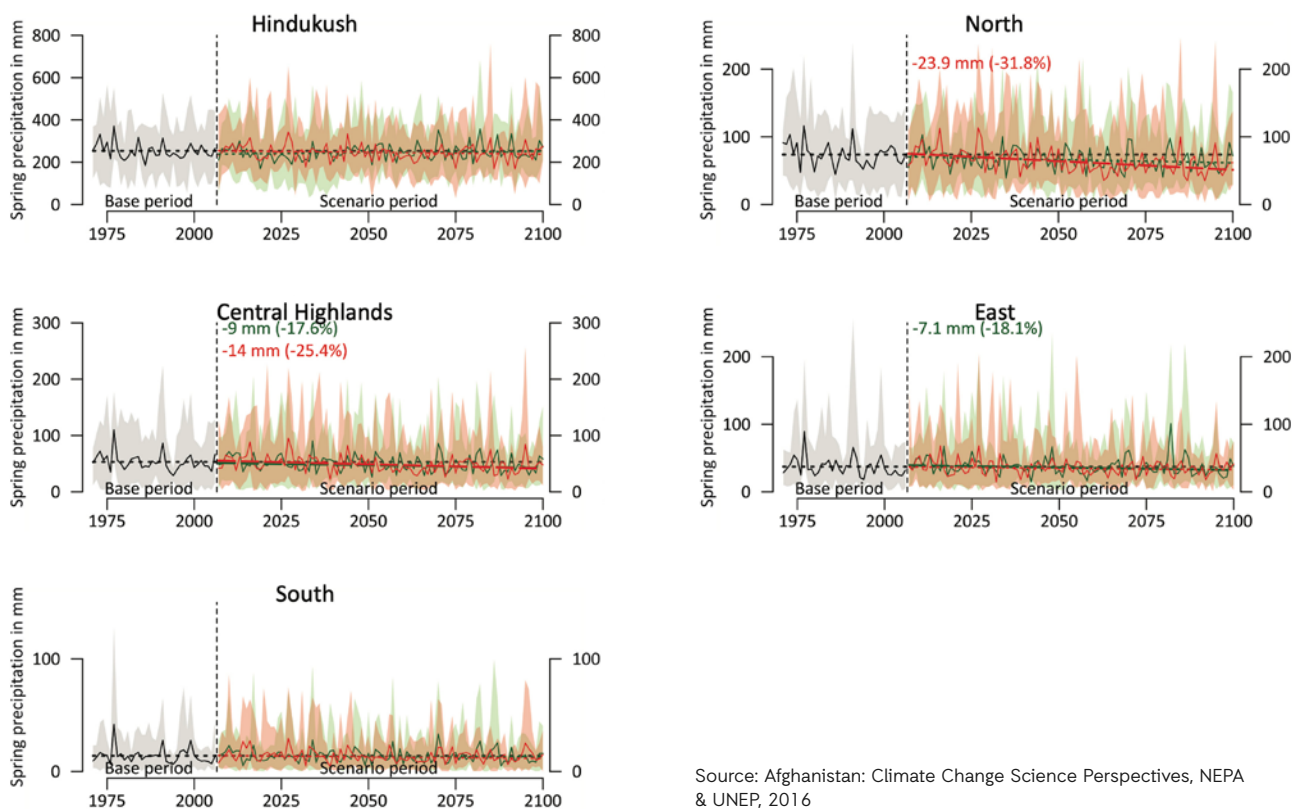 Hindukush
Spring precipitation in mm
800
600
400
200
0
800
600
400
200
0
Base period
Scenario period
1975 2000 2025 2050 2075 2100
North
-23.9 mm (-31.8%)
Spring precipitation in mm
200
100
50
0
200
100
50
0
Base period
Scenario period
1975 2000 2025 2050 2075 2100
Central Highlands
-9 mm (-17.6%)
-14 mm (-25.4%)
Spring precipitation in mm
300
200
100
50
0
300
200
100
50
0
Base period
Scenario period
1975 2000 2025 2050 2075 2100
East
-7.1 mm (-18.1%)
Spring precipitation in mm
200
100
50
0
200
100
50
0
Base period
Scenario period
1975 2000 2025 2050 2075 2100
South
Spring precipitation in mm
100
0
100
0
Base period
Scenario period
1975 2000 2025 2050 2075 2100
Source: Afghanistan: Climate Change Science Perspectives, NEPA
& UNEP, 2016